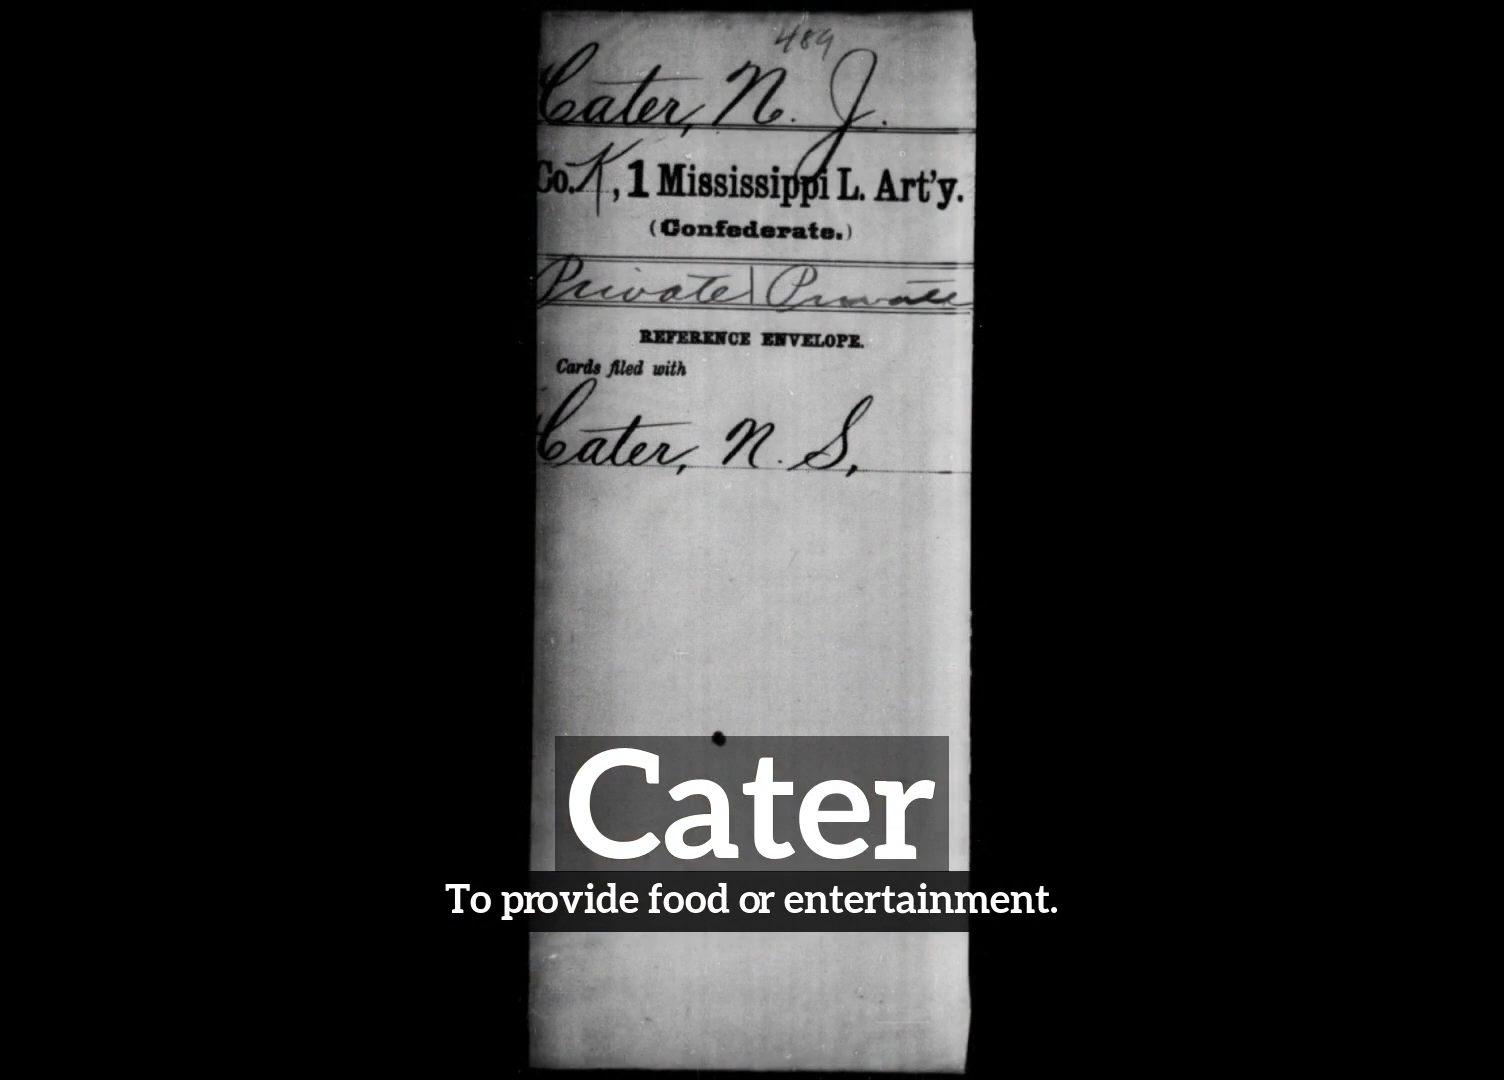 489
Cater, N. J.
Co. K, 1 Mississippi L. Art'y.
(Confederate.)
Private | Private
REFERENCE ENVELOPE.
Cards filed with
Cater, N. S,
Cater
To provide food or entertainment.